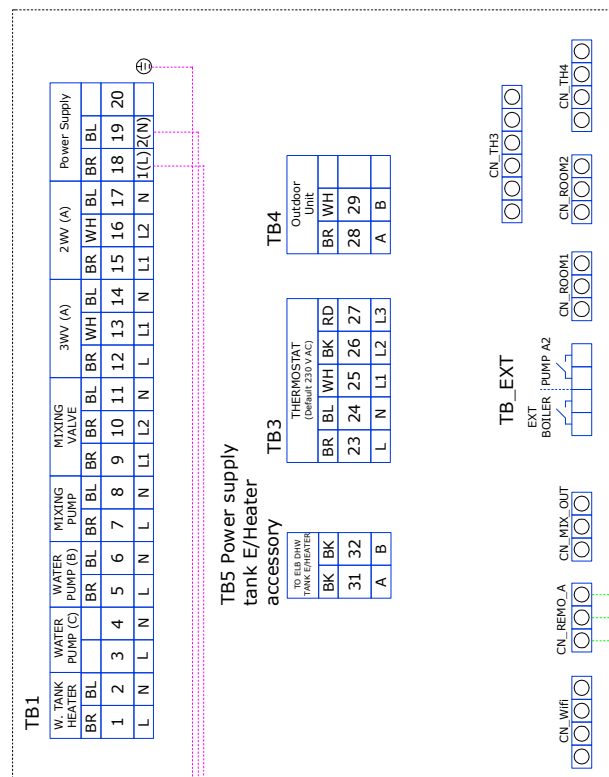 TB1
W. TANK
HEATER
WATER
PUMP (C)
WATER
PUMP (B)
MIXING
PUMP
MIXING
VALVE
3WV (A)
2WV (A)
Power Supply
BR BL BR BL BR BL BR BR BL BR WH BL BR WH BL BR BL
1 2 3 4 5 6 7 8 9 10 11 12 13 14 15 16 17 18 19 20
L N L N L N L N L1 L2 N L L1 N L1 L2 N 1(L) 2(N)
TB5 Power supply
tank E/Heater
accessory
TO ELB DHW
TANK E/HEATER
BK BK
31 32
A B
TB3
THERMOSTAT
(Default 230 V AC)
BR BL WH BK RD
23 24 25 26 27
L N L1 L2 L3
TB4
Outdoor
Unit
BR WH
28 29
A B
TB_EXT
EXT
BOILER
PUMP A2
CN_Wifi
CN_REMO_A
CN_MIX_OUT
CN_ROOM1
CN_ROOM2
CN_TH3
CN_TH4